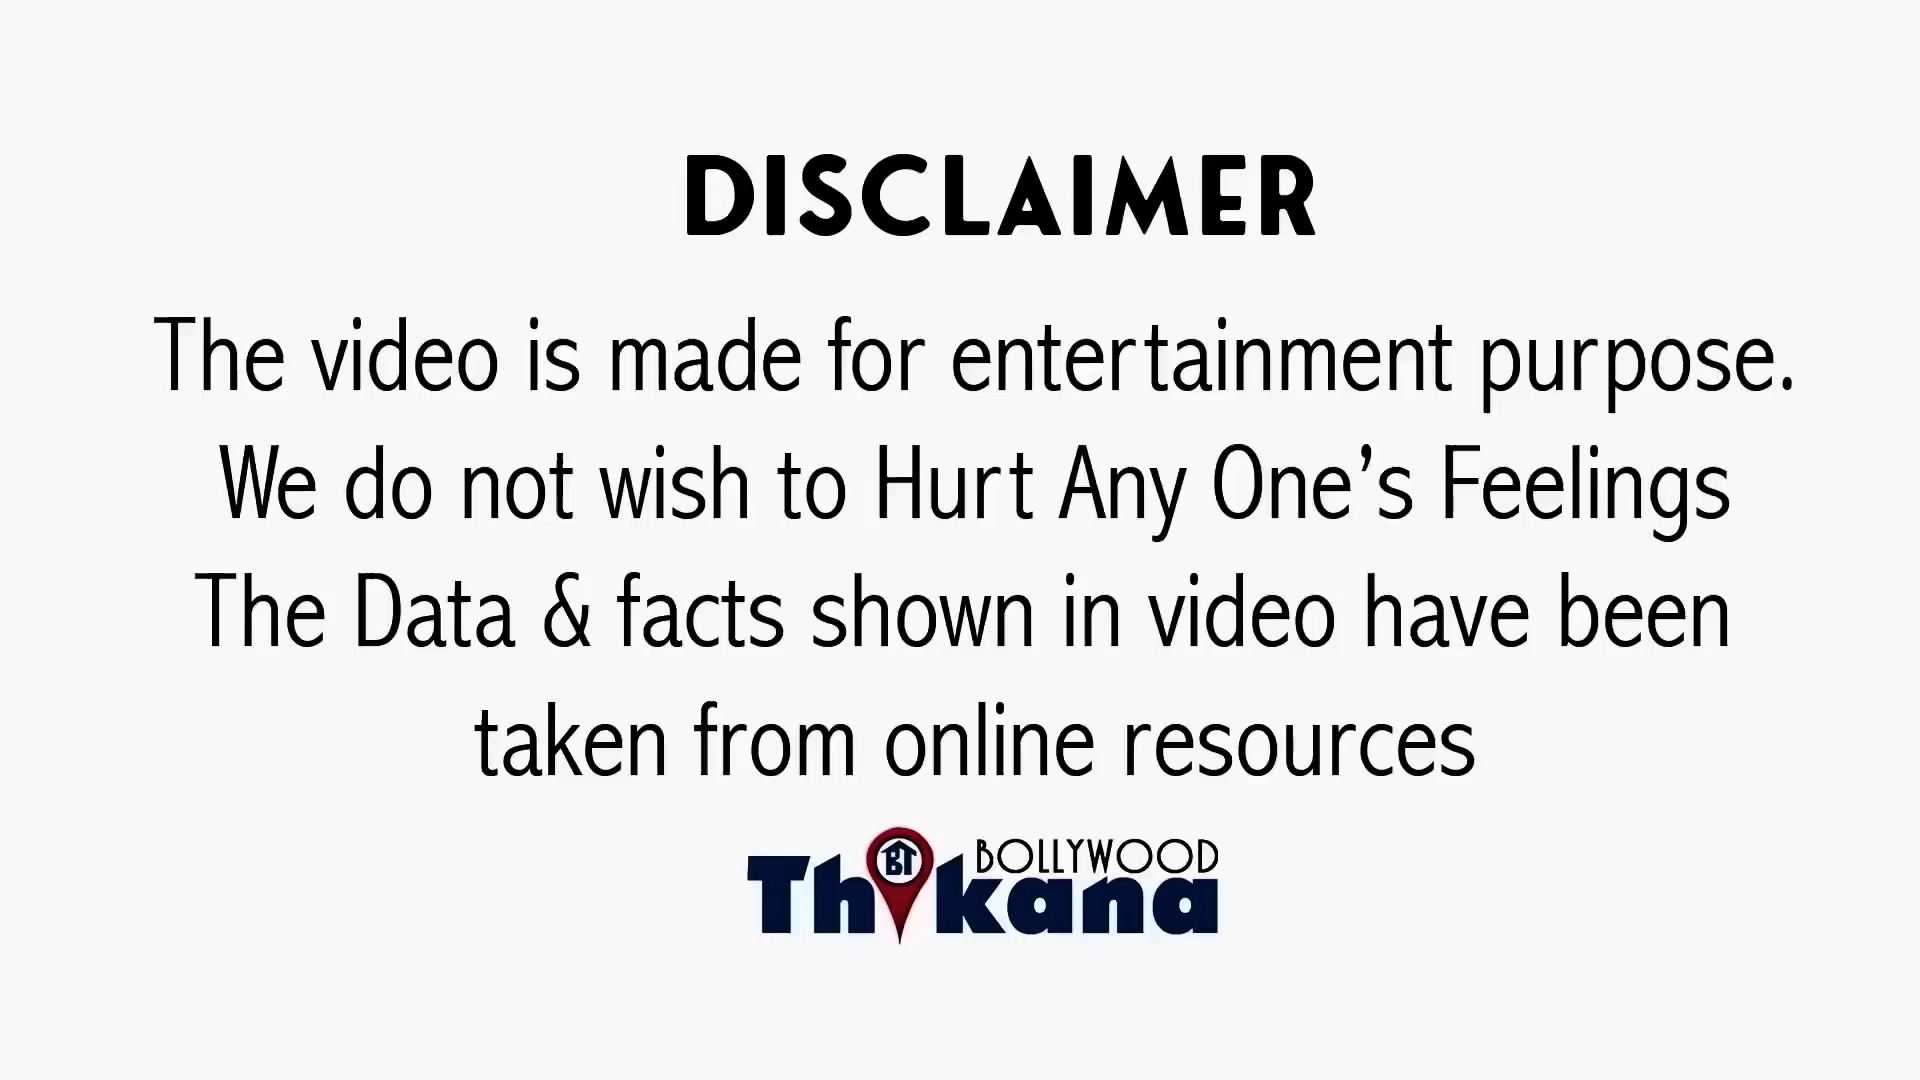 DISCLAIMER
The video is made for entertainment purpose.
We do not wish to Hurt Any One’s Feelings
The Data & facts shown in video have been
taken from online resources
BOLLYWOOD
BT
Thikana